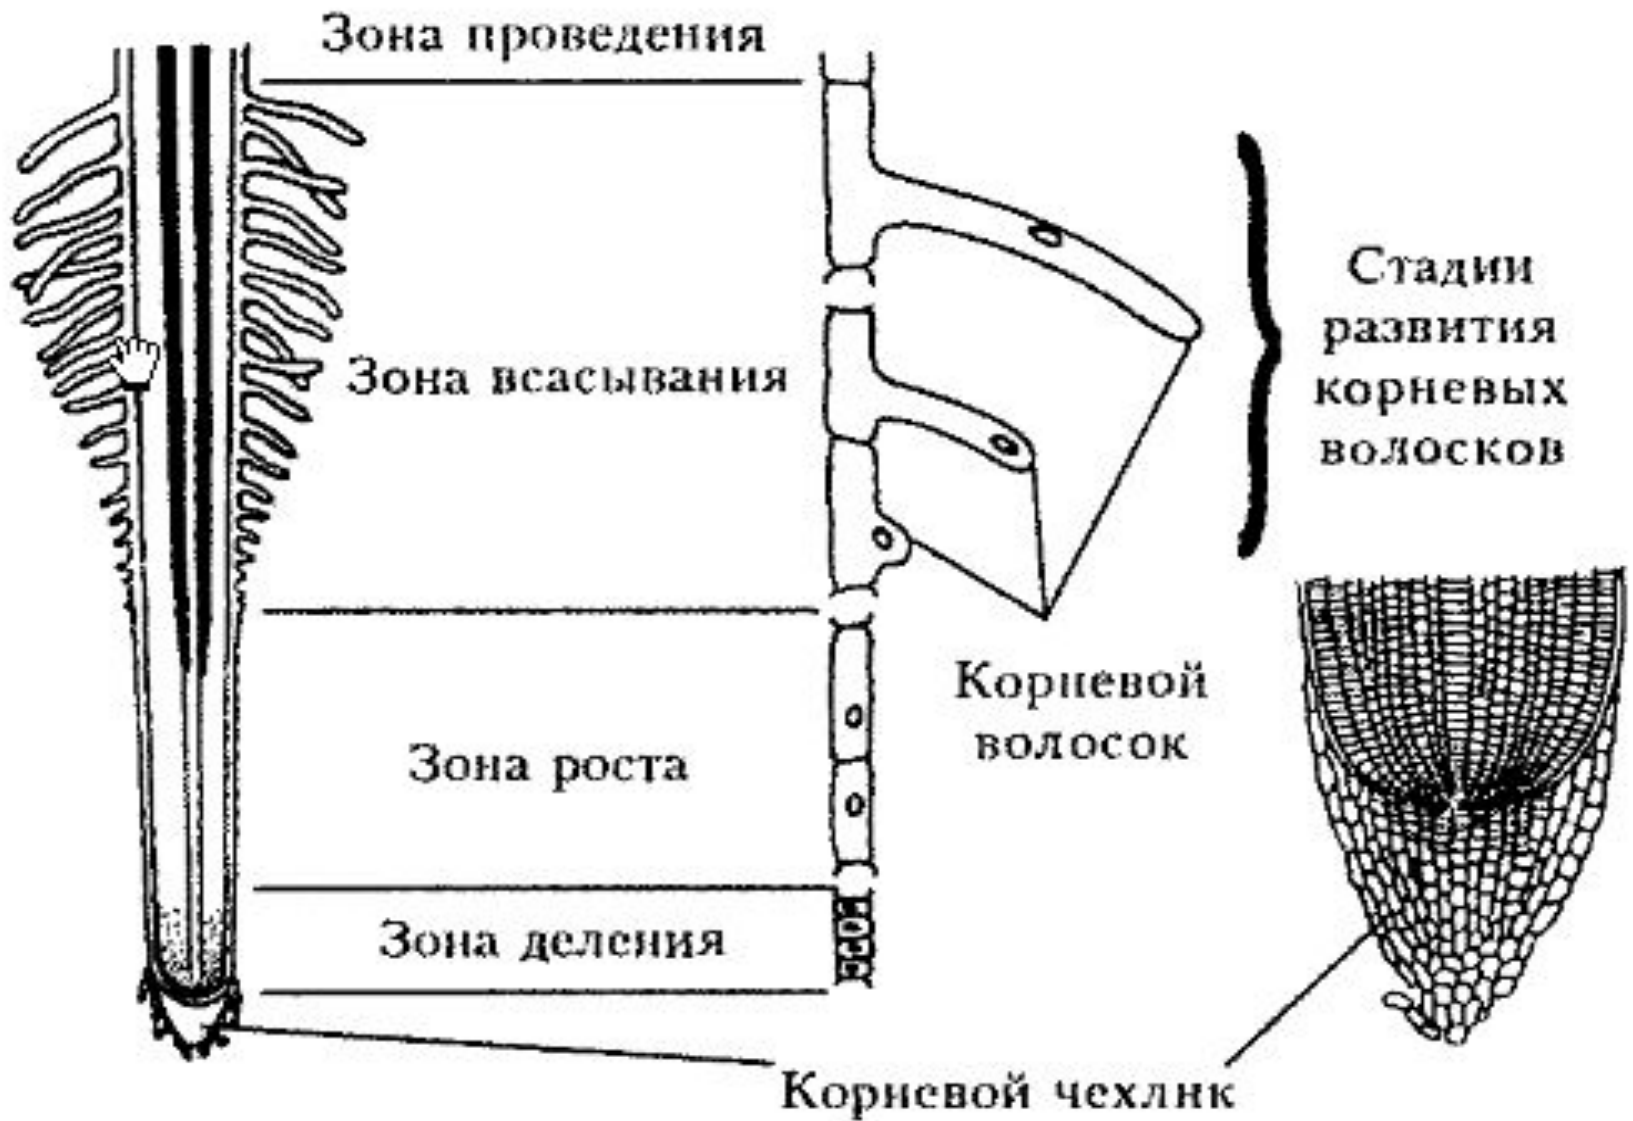 Зона проведения
Зона всасывания
Стадии
развития
корневых
волосков
Корневой
волосок
Зона роста
Зона деления
Корневой чехлик